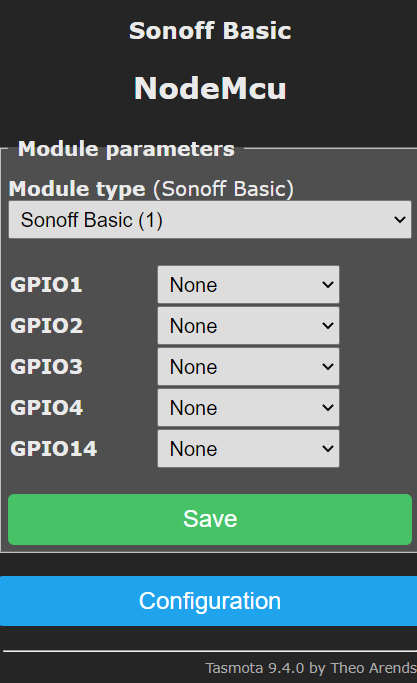 Sonoff Basic
NodeMcu
Module parameters
Module type (Sonoff Basic)
Sonoff Basic (1)
GPIO1 None
GPIO2 None
GPIO3 None
GPIO4 None
GPIO14 None
Save
Configuration
Tasmota 9.4.0 by Theo Arends